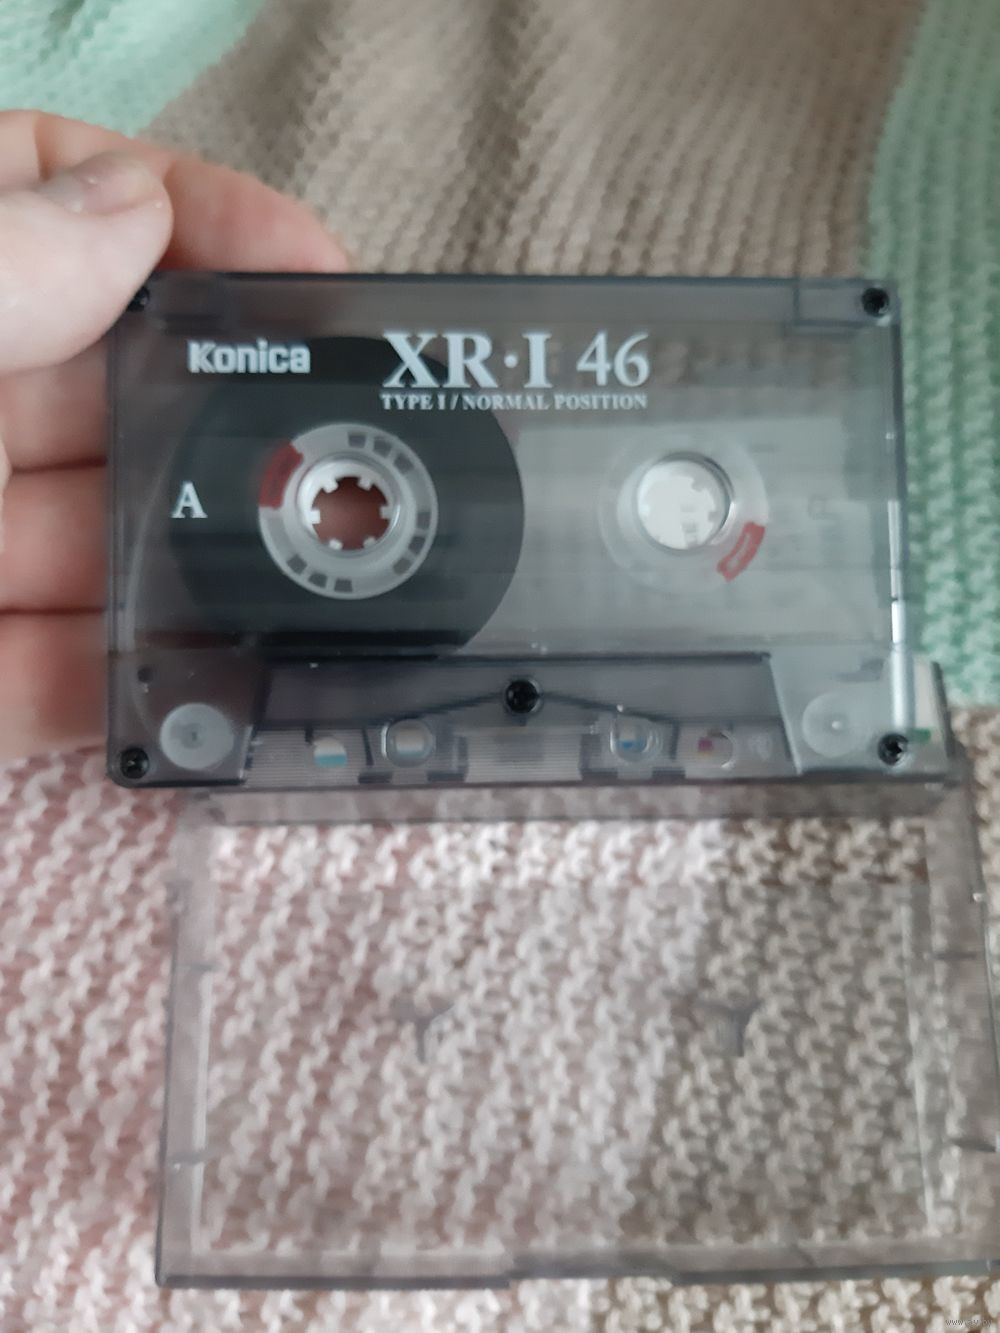 Konica
XR·I 46
TYPE I / NORMAL POSITION
A